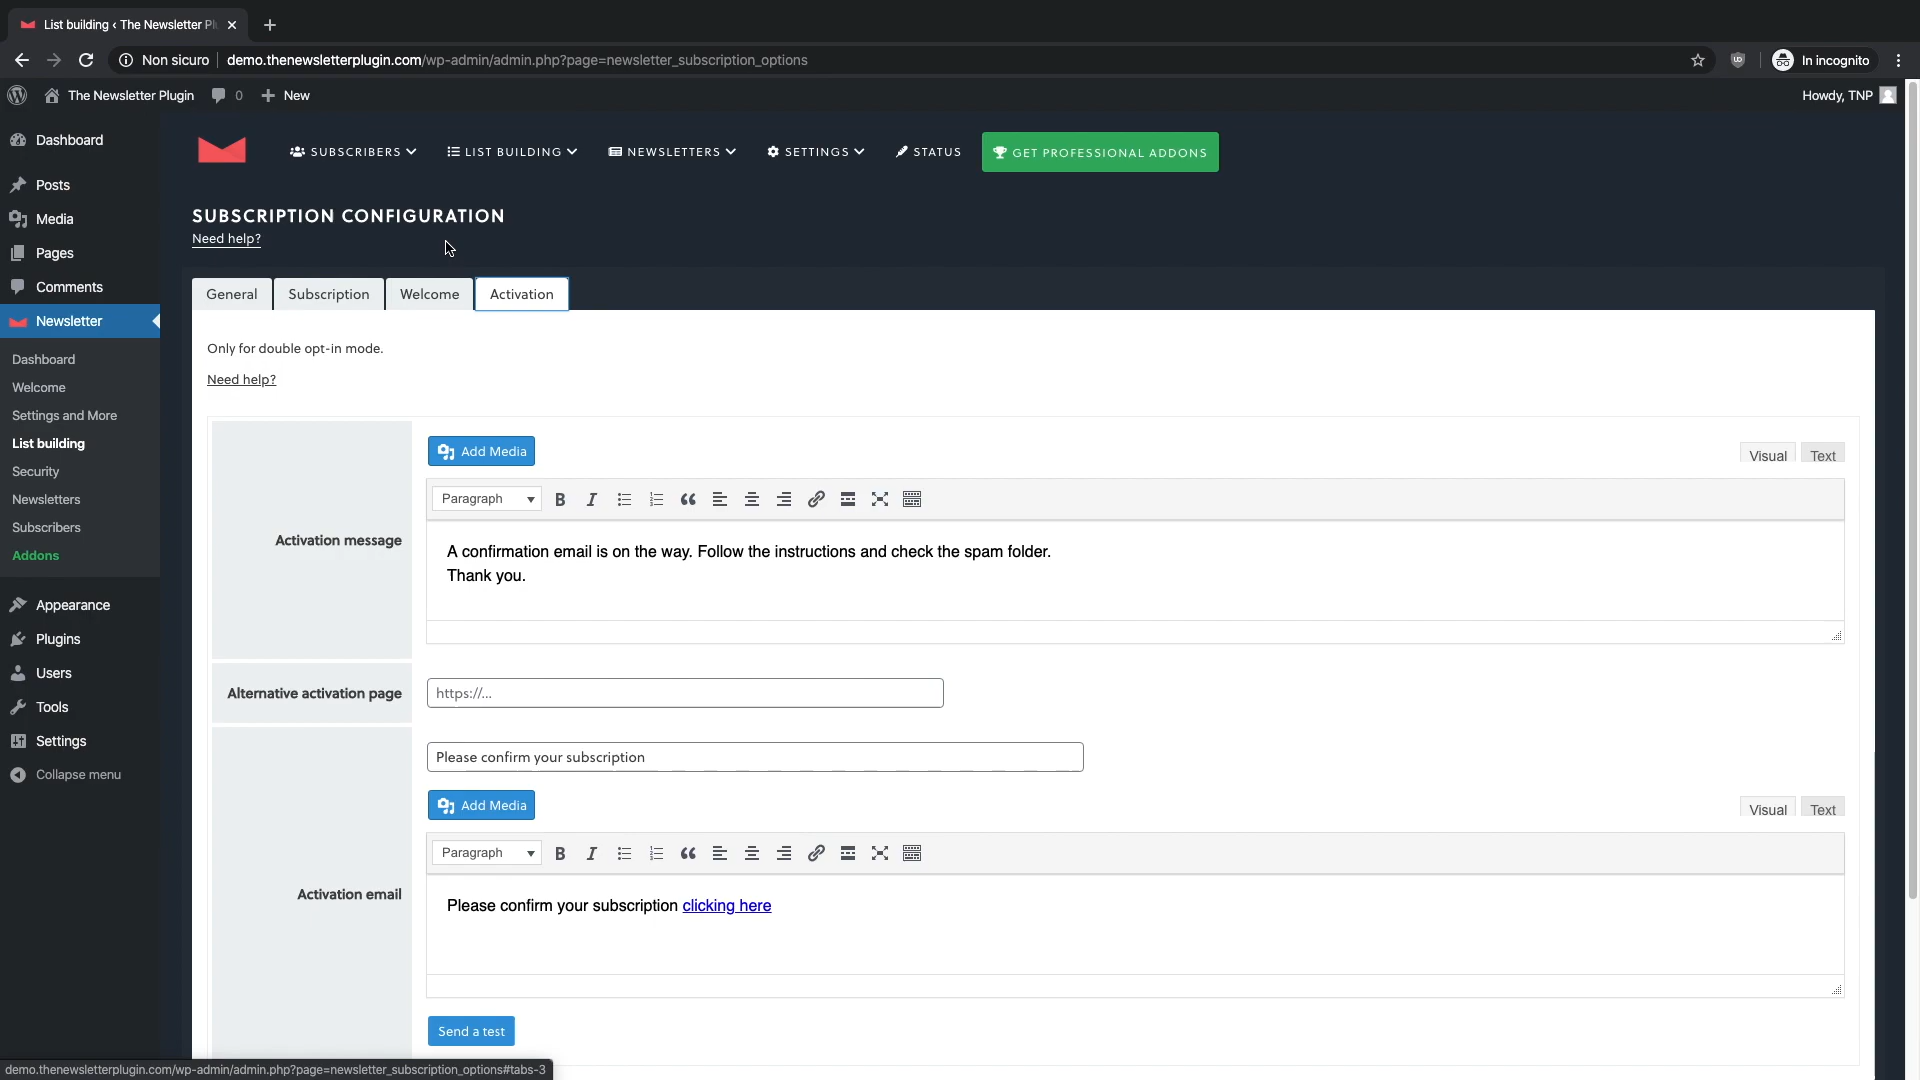 List building ‹ The Newsletter Pl
Non sicuro
demo.thenewsletterplugin.com/wp-admin/admin.php?page=newsletter_subscription_options
In incognito
The Newsletter Plugin
0
New
Howdy, TNP
Dashboard
Posts
Media
Pages
Comments
Newsletter
Dashboard
Welcome
Settings and More
List building
Security
Newsletters
Subscribers
Addons
Appearance
Plugins
Users
Tools
Settings
Collapse menu
SUBSCRIBERS
LIST BUILDING
NEWSLETTERS
SETTINGS
STATUS
GET PROFESSIONAL ADDONS
SUBSCRIPTION CONFIGURATION
Need help?
General
Subscription
Welcome
Activation
Only for double opt-in mode.
Need help?
Activation message
Add Media
Visual
Text
Paragraph
A confirmation email is on the way. Follow the instructions and check the spam folder.
Thank you.
Alternative activation page
https://...
Activation email
Please confirm your subscription
Add Media
Visual
Text
Paragraph
Please confirm your subscription clicking here
Send a test
demo.thenewsletterplugin.com/wp-admin/admin.php?page=newsletter_subscription_options#tabs-3